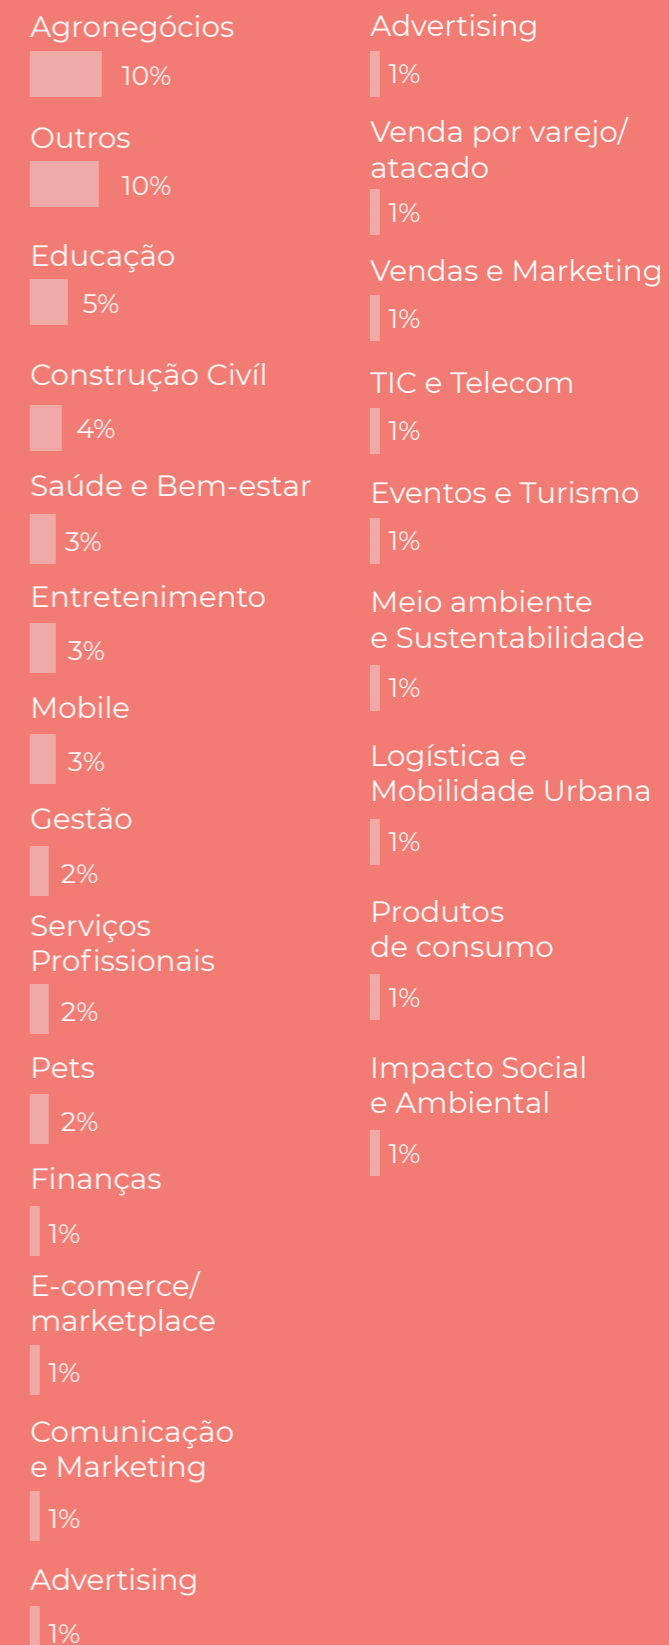 Agronegócios
10%
Outros
10%
Educação
5%
Construção Civíl
4%
Saúde e Bem-estar
3%
Entretenimento
3%
Mobile
3%
Gestão
2%
Serviços
Profissionais
2%
Pets
2%
Finanças
1%
E-comerce/
marketplace
1%
Comunicação
e Marketing
1%
Advertising
1%
Advertising
1%
Venda por varejo/
atacado
1%
Vendas e Marketing
1%
TIC e Telecom
1%
Eventos e Turismo
1%
Meio ambiente
e Sustentabilidade
1%
Logística e
Mobilidade Urbana
1%
Produtos
de consumo
1%
Impacto Social
e Ambiental
1%